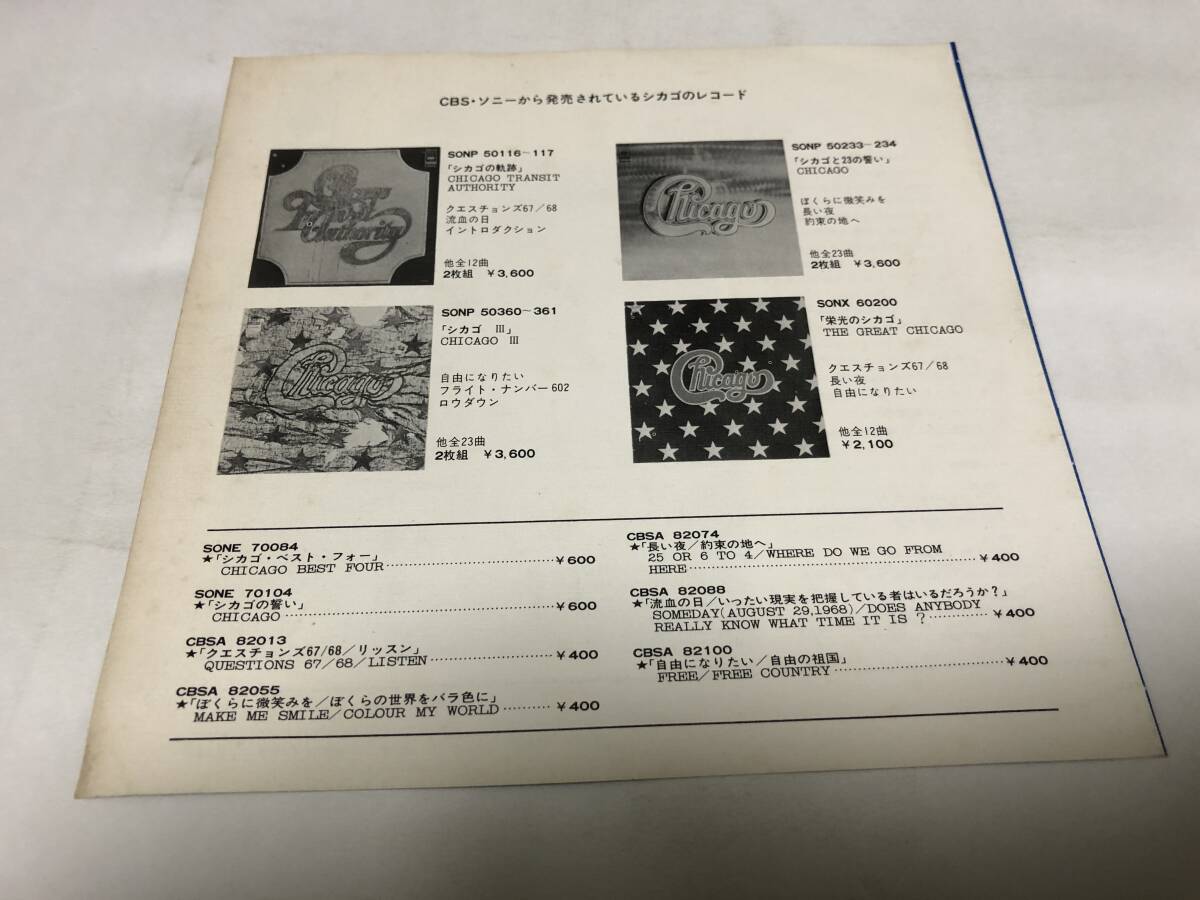 CBS・ソニーから発売されているシカゴのレコード
Chicago
Transit
Authority
SONP 50116~117
「シカゴの軌跡」
CHICAGO TRANSIT
AUTHORITY
クエスチョンズ67/68
流血の日
イントロダクション
他全12曲
2枚組 ¥3,600
Chicago
SONP 50233~234
「シカゴと23の誓い」
CHICAGO
ぼくらに微笑みを
長い夜
約束の地へ
他全23曲
2枚組 ¥3,600
Chicago
SONP 50360~361
「シカゴ III」
CHICAGO III
自由になりたい
フライト・ナンバー602
ロウダウン
他全23曲
2枚組 ¥3,600
Chicago
SONX 60200
「栄光のシカゴ」
THE GREAT CHICAGO
クエスチョンズ67/68
長い夜
自由になりたい
他全12曲
¥2,100
SONE 70084
★「シカゴ・ベスト・フォー」
CHICAGO BEST FOUR ¥600
SONE 70104
★「シカゴの誓い」
CHICAGO ¥600
CBSA 82013
★「クエスチョンズ67/68/リッスン」
QUESTIONS 67/68/LISTEN ¥400
CBSA 82055
★「ぼくらに微笑みを/ぼくらの世界をバラ色に」
MAKE ME SMILE/COLOUR MY WORLD ¥400
CBSA 82074
★「長い夜/約束の地へ」
25 OR 6 TO 4/WHERE DO WE GO FROM
HERE ¥400
CBSA 82088
★「流血の日/いったい現実を把握している者はいるだろうか?」
SOMEDAY(AUGUST 29,1968)/DOES ANYBODY
REALLY KNOW WHAT TIME IT IS ? ¥400
CBSA 82100
★「自由になりたい/自由の祖国」
FREE/FREE COUNTRY ¥400